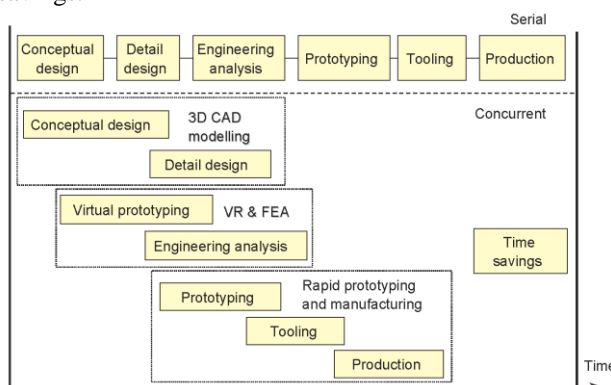 Serial
Conceptual
design
Detail
design
Engineering
analysis
Prototyping
Tooling
Production
Concurrent
Conceptual design
3D CAD
modelling
Detail design
Virtual prototyping
VR & FEA
Engineering analysis
Time
savings
Prototyping
Rapid prototyping
and manufacturing
Tooling
Production
Time